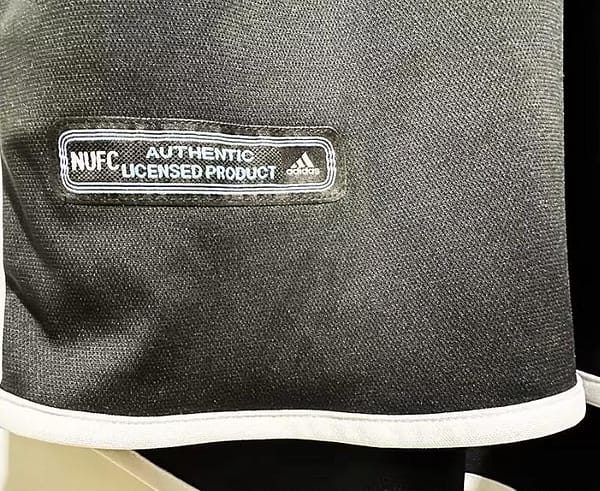 NUFC
AUTHENTIC
LICENSED PRODUCT
adidas